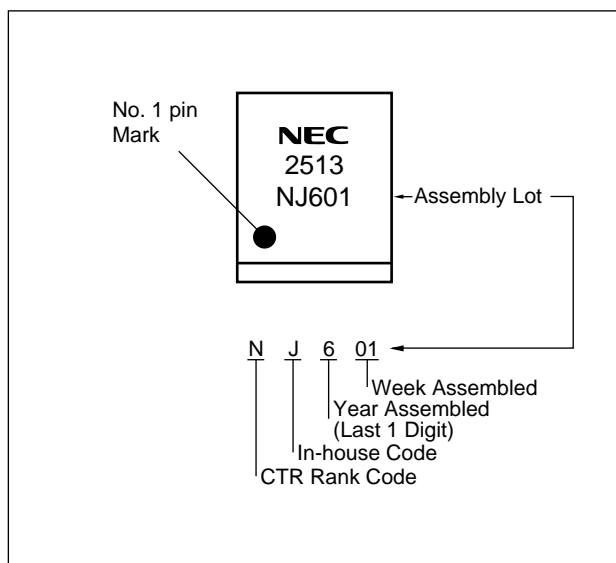 No. 1 pin
Mark
NEC
2513
NJ601
Assembly Lot
N J 6 01
Week Assembled
Year Assembled
(Last 1 Digit)
In-house Code
CTR Rank Code